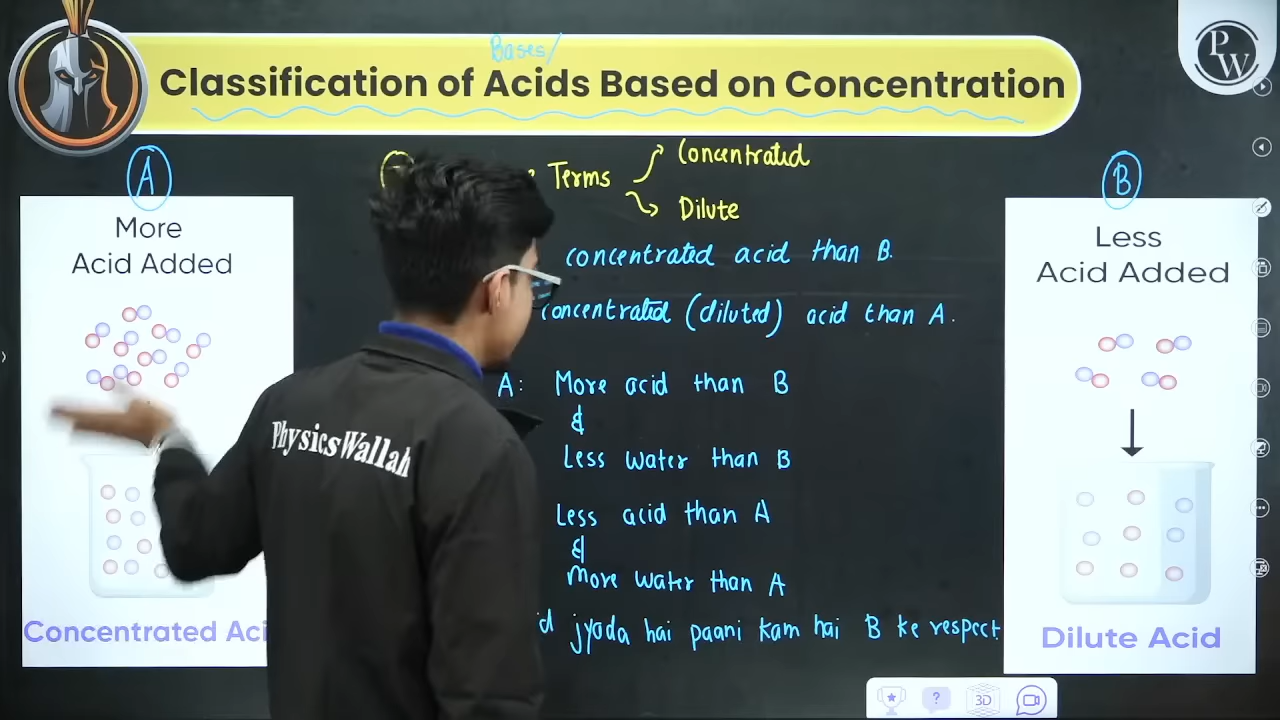 Bases/
Classification of Acids Based on Concentration
PW
A
More
Acid Added
Concentrated
Terms
Dilute
concentrated acid than B.
concentrated (diluted) acid than A.
A: More acid than B
&
Less water than B
Less acid than A
&
More water than A
jyada hai paani kam hai B ke respect
PhysicsWallah
Concentrated
B
Less
Acid Added
Dilute Acid
?
3D